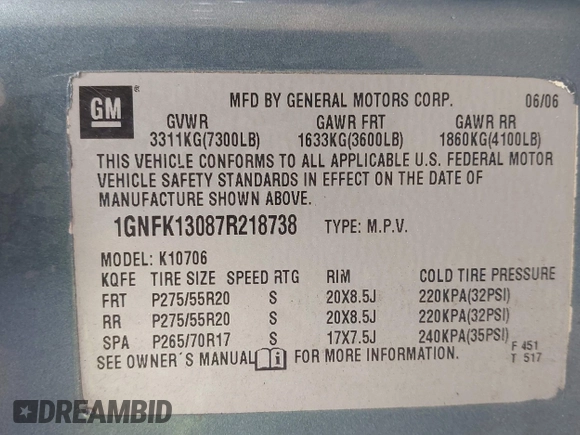 GM ®
MFD BY GENERAL MOTORS CORP. 06/06
GVWR GAWR FRT GAWR RR
3311KG(7300LB) 1633KG(3600LB) 1860KG(4100LB)
THIS VEHICLE CONFORMS TO ALL APPLICABLE U.S. FEDERAL MOTOR
VEHICLE SAFETY STANDARDS IN EFFECT ON THE DATE OF
MANUFACTURE SHOWN ABOVE.
1GNFK13087R218738 TYPE: M.P.V.
MODEL: K10706
KQFE TIRE SIZE SPEED RTG RIM COLD TIRE PRESSURE
FRT P275/55R20 S 20X8.5J 220KPA(32PSI)
RR P275/55R20 S 20X8.5J 220KPA(32PSI)
SPA P265/70R17 S 17X7.5J 240KPA(35PSI)
SEE OWNER´S MANUAL i FOR MORE INFORMATION.
F 451
T 517
DREAMBID